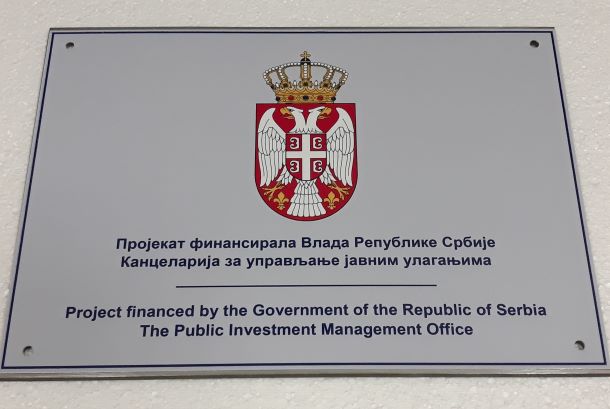 Пројекат финансирала Влада Републике Србије
Канцеларија за управљање јавним улагањима
Project financed by the Government of the Republic of Serbia
The Public Investment Management Office